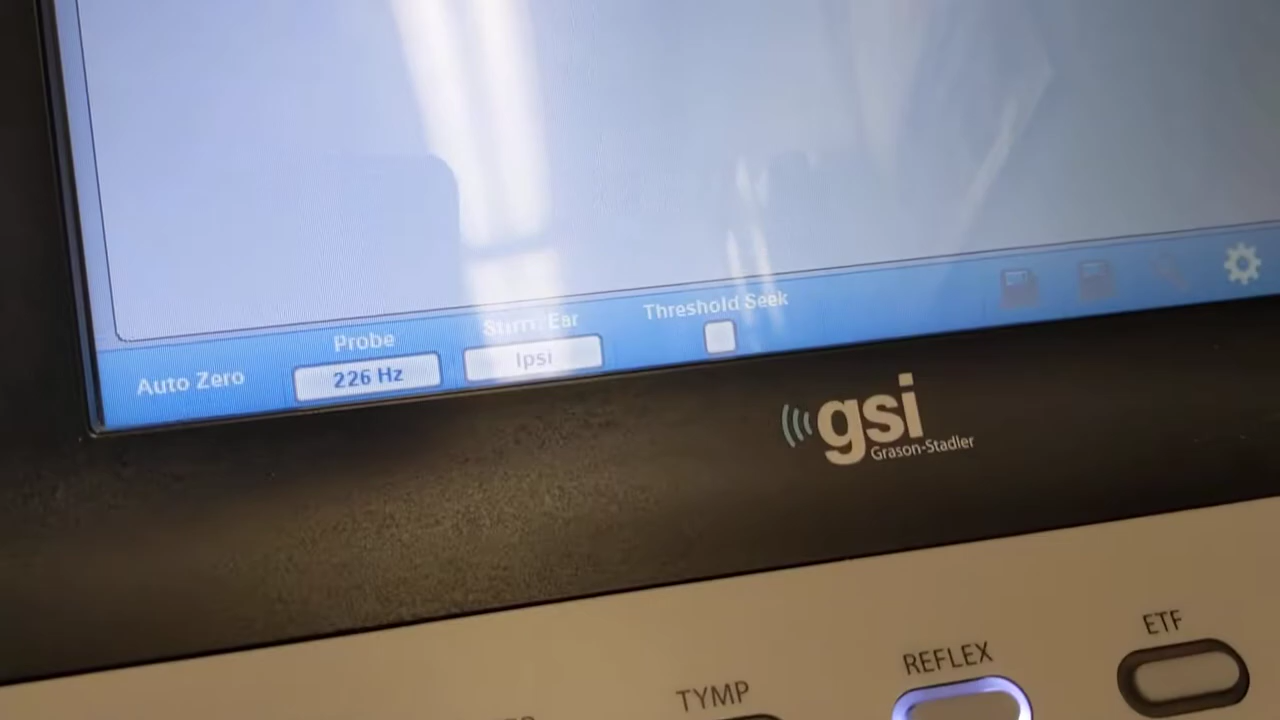 Probe
Stim. Ear
Threshold Seek
Auto Zero
226 Hz
Ipsi
gsi
Grason-Stadler
TYMP
REFLEX
ETF